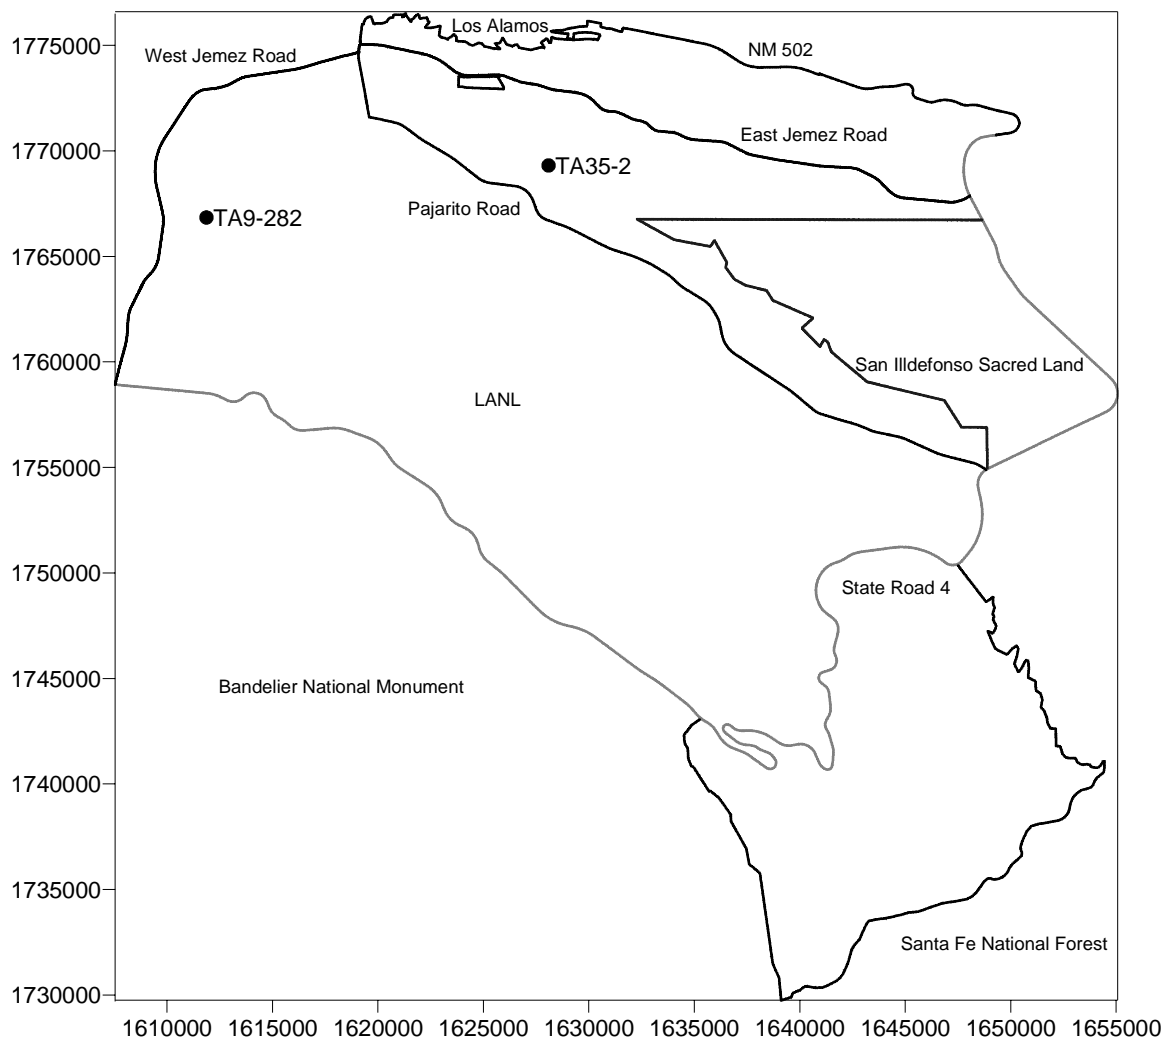 Los Alamos
1775000
NM 502
West Jemez Road
East Jemez Road
1770000
TA35-2
Pajarito Road
TA9-282
1765000
1760000
San Illdefonso Sacred Land
LANL
1755000
1750000
State Road 4
1745000
Bandelier National Monument
1740000
1735000
Santa Fe National Forest
1730000
1610000 1615000 1620000 1625000 1630000 1635000 1640000 1645000 1650000 1655000